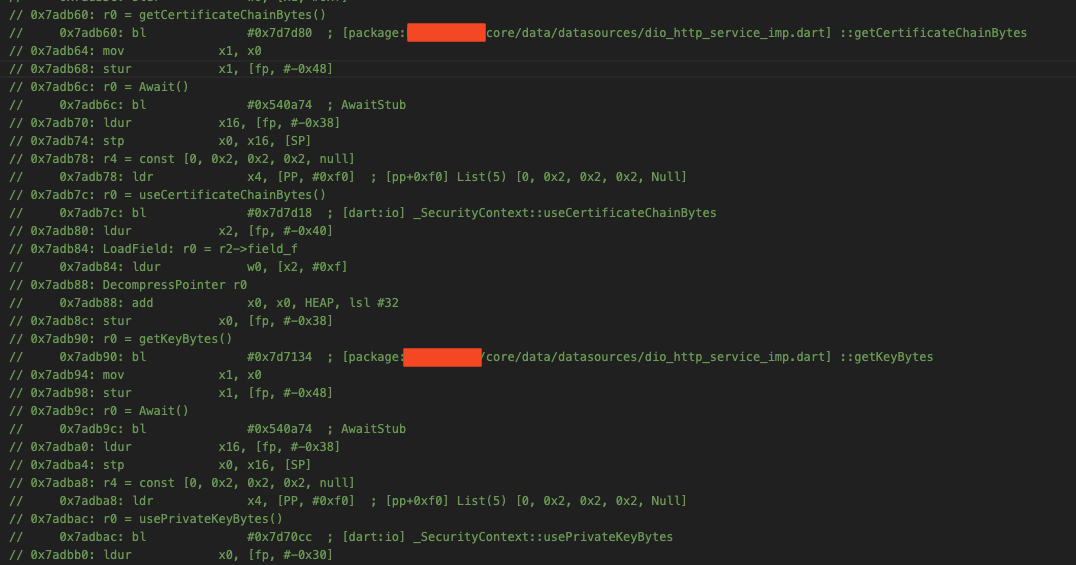 // 0x7adb60: r0 = getCertificateChainBytes()
//     0x7adb60: bl              #0x7d7d80  ; [package: core/data/datasources/dio_http_service_imp.dart] ::getCertificateChainBytes
// 0x7adb64: mov             x1, x0
// 0x7adb68: stur            x1, [fp, #-0x48]
// 0x7adb6c: r0 = Await()
//     0x7adb6c: bl              #0x540a74  ; AwaitStub
// 0x7adb70: ldur            x16, [fp, #-0x38]
// 0x7adb74: stp             x0, x16, [SP]
// 0x7adb78: r4 = const [0, 0x2, 0x2, 0x2, null]
//     0x7adb78: ldr             x4, [PP, #0xf0]  ; [pp+0xf0] List(5) [0, 0x2, 0x2, 0x2, Null]
// 0x7adb7c: r0 = useCertificateChainBytes()
//     0x7adb7c: bl              #0x7d7d18  ; [dart:io] _SecurityContext::useCertificateChainBytes
// 0x7adb80: ldur            x2, [fp, #-0x40]
// 0x7adb84: LoadField: r0 = r2->field_f
//     0x7adb84: ldur            w0, [x2, #0xf]
// 0x7adb88: DecompressPointer r0
//     0x7adb88: add             x0, x0, HEAP, lsl #32
// 0x7adb8c: stur            x0, [fp, #-0x38]
// 0x7adb90: r0 = getKeyBytes()
//     0x7adb90: bl              #0x7d7134  ; [package: /core/data/datasources/dio_http_service_imp.dart] ::getKeyBytes
// 0x7adb94: mov             x1, x0
// 0x7adb98: stur            x1, [fp, #-0x48]
// 0x7adb9c: r0 = Await()
//     0x7adb9c: bl              #0x540a74  ; AwaitStub
// 0x7adba0: ldur            x16, [fp, #-0x38]
// 0x7adba4: stp             x0, x16, [SP]
// 0x7adba8: r4 = const [0, 0x2, 0x2, 0x2, null]
//     0x7adba8: ldr             x4, [PP, #0xf0]  ; [pp+0xf0] List(5) [0, 0x2, 0x2, 0x2, Null]
// 0x7adbac: r0 = usePrivateKeyBytes()
//     0x7adbac: bl              #0x7d70cc  ; [dart:io] _SecurityContext::usePrivateKeyBytes
// 0x7adbb0: ldur            x0, [fp, #-0x30]